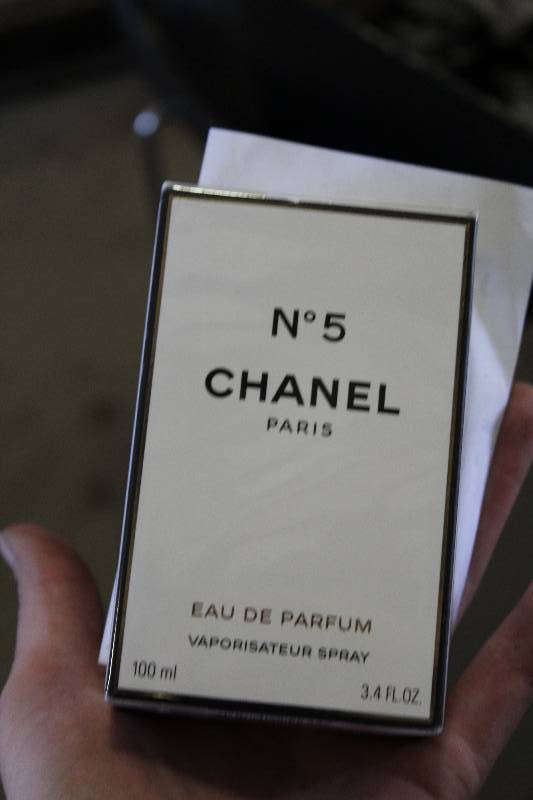 N°5
CHANEL
PARIS
EAU DE PARFUM
VAPORISATEUR SPRAY
100 ml
3.4 FL.OZ.